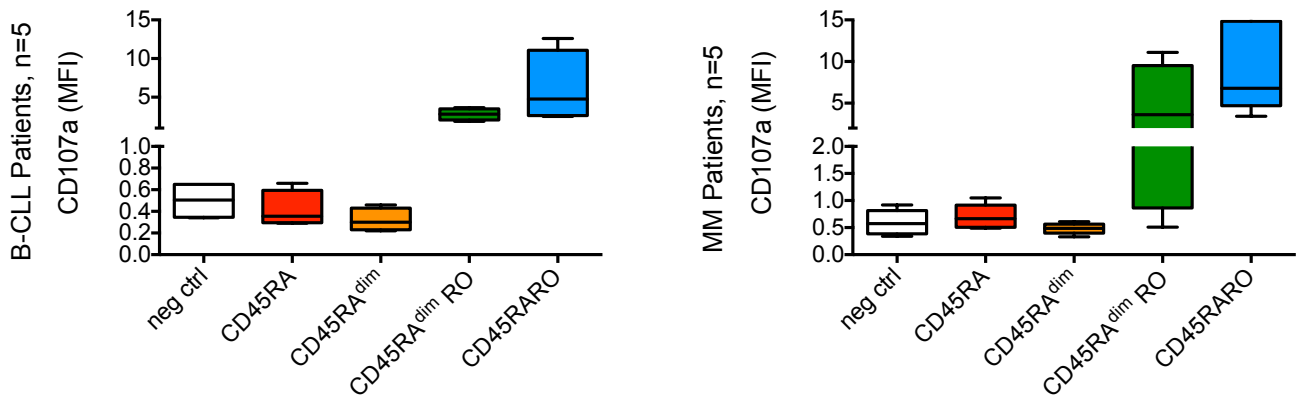 B-CLL Patients, n=5
CD107a (MFI)
15
10
5
1.0
0.8
0.6
0.4
0.2
0.0
neg ctrl
CD45RA
CD45RAdim
CD45RAdim RO
CD45RARO
MM Patients, n=5
CD107a (MFI)
15
10
5
2.0
1.5
1.0
0.5
0.0
neg ctrl
CD45RA
CD45RAdim
CD45RAdim RO
CD45RARO